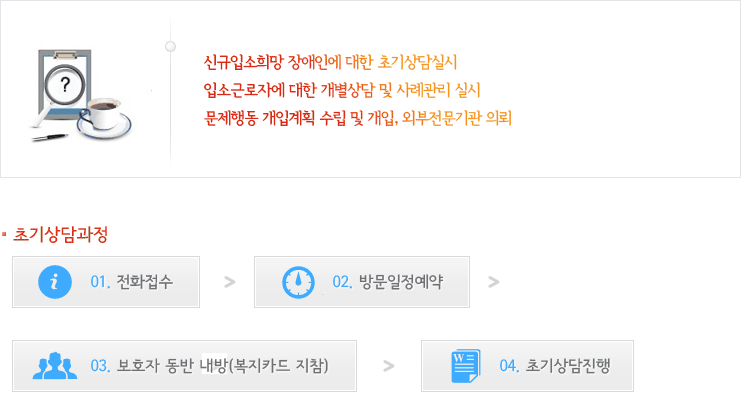 ?
신규입소희망 장애인에 대한 초기상담실시
입소근로자에 대한 개별상담 및 사례관리 실시
문제행동 개입계획 수립 및 개입, 외부전문기관 의뢰
초기상담과정
01. 전화접수 >
02. 방문일정예약 >
03. 보호자 동반 내방(복지카드 지참) >
W
04. 초기상담진행